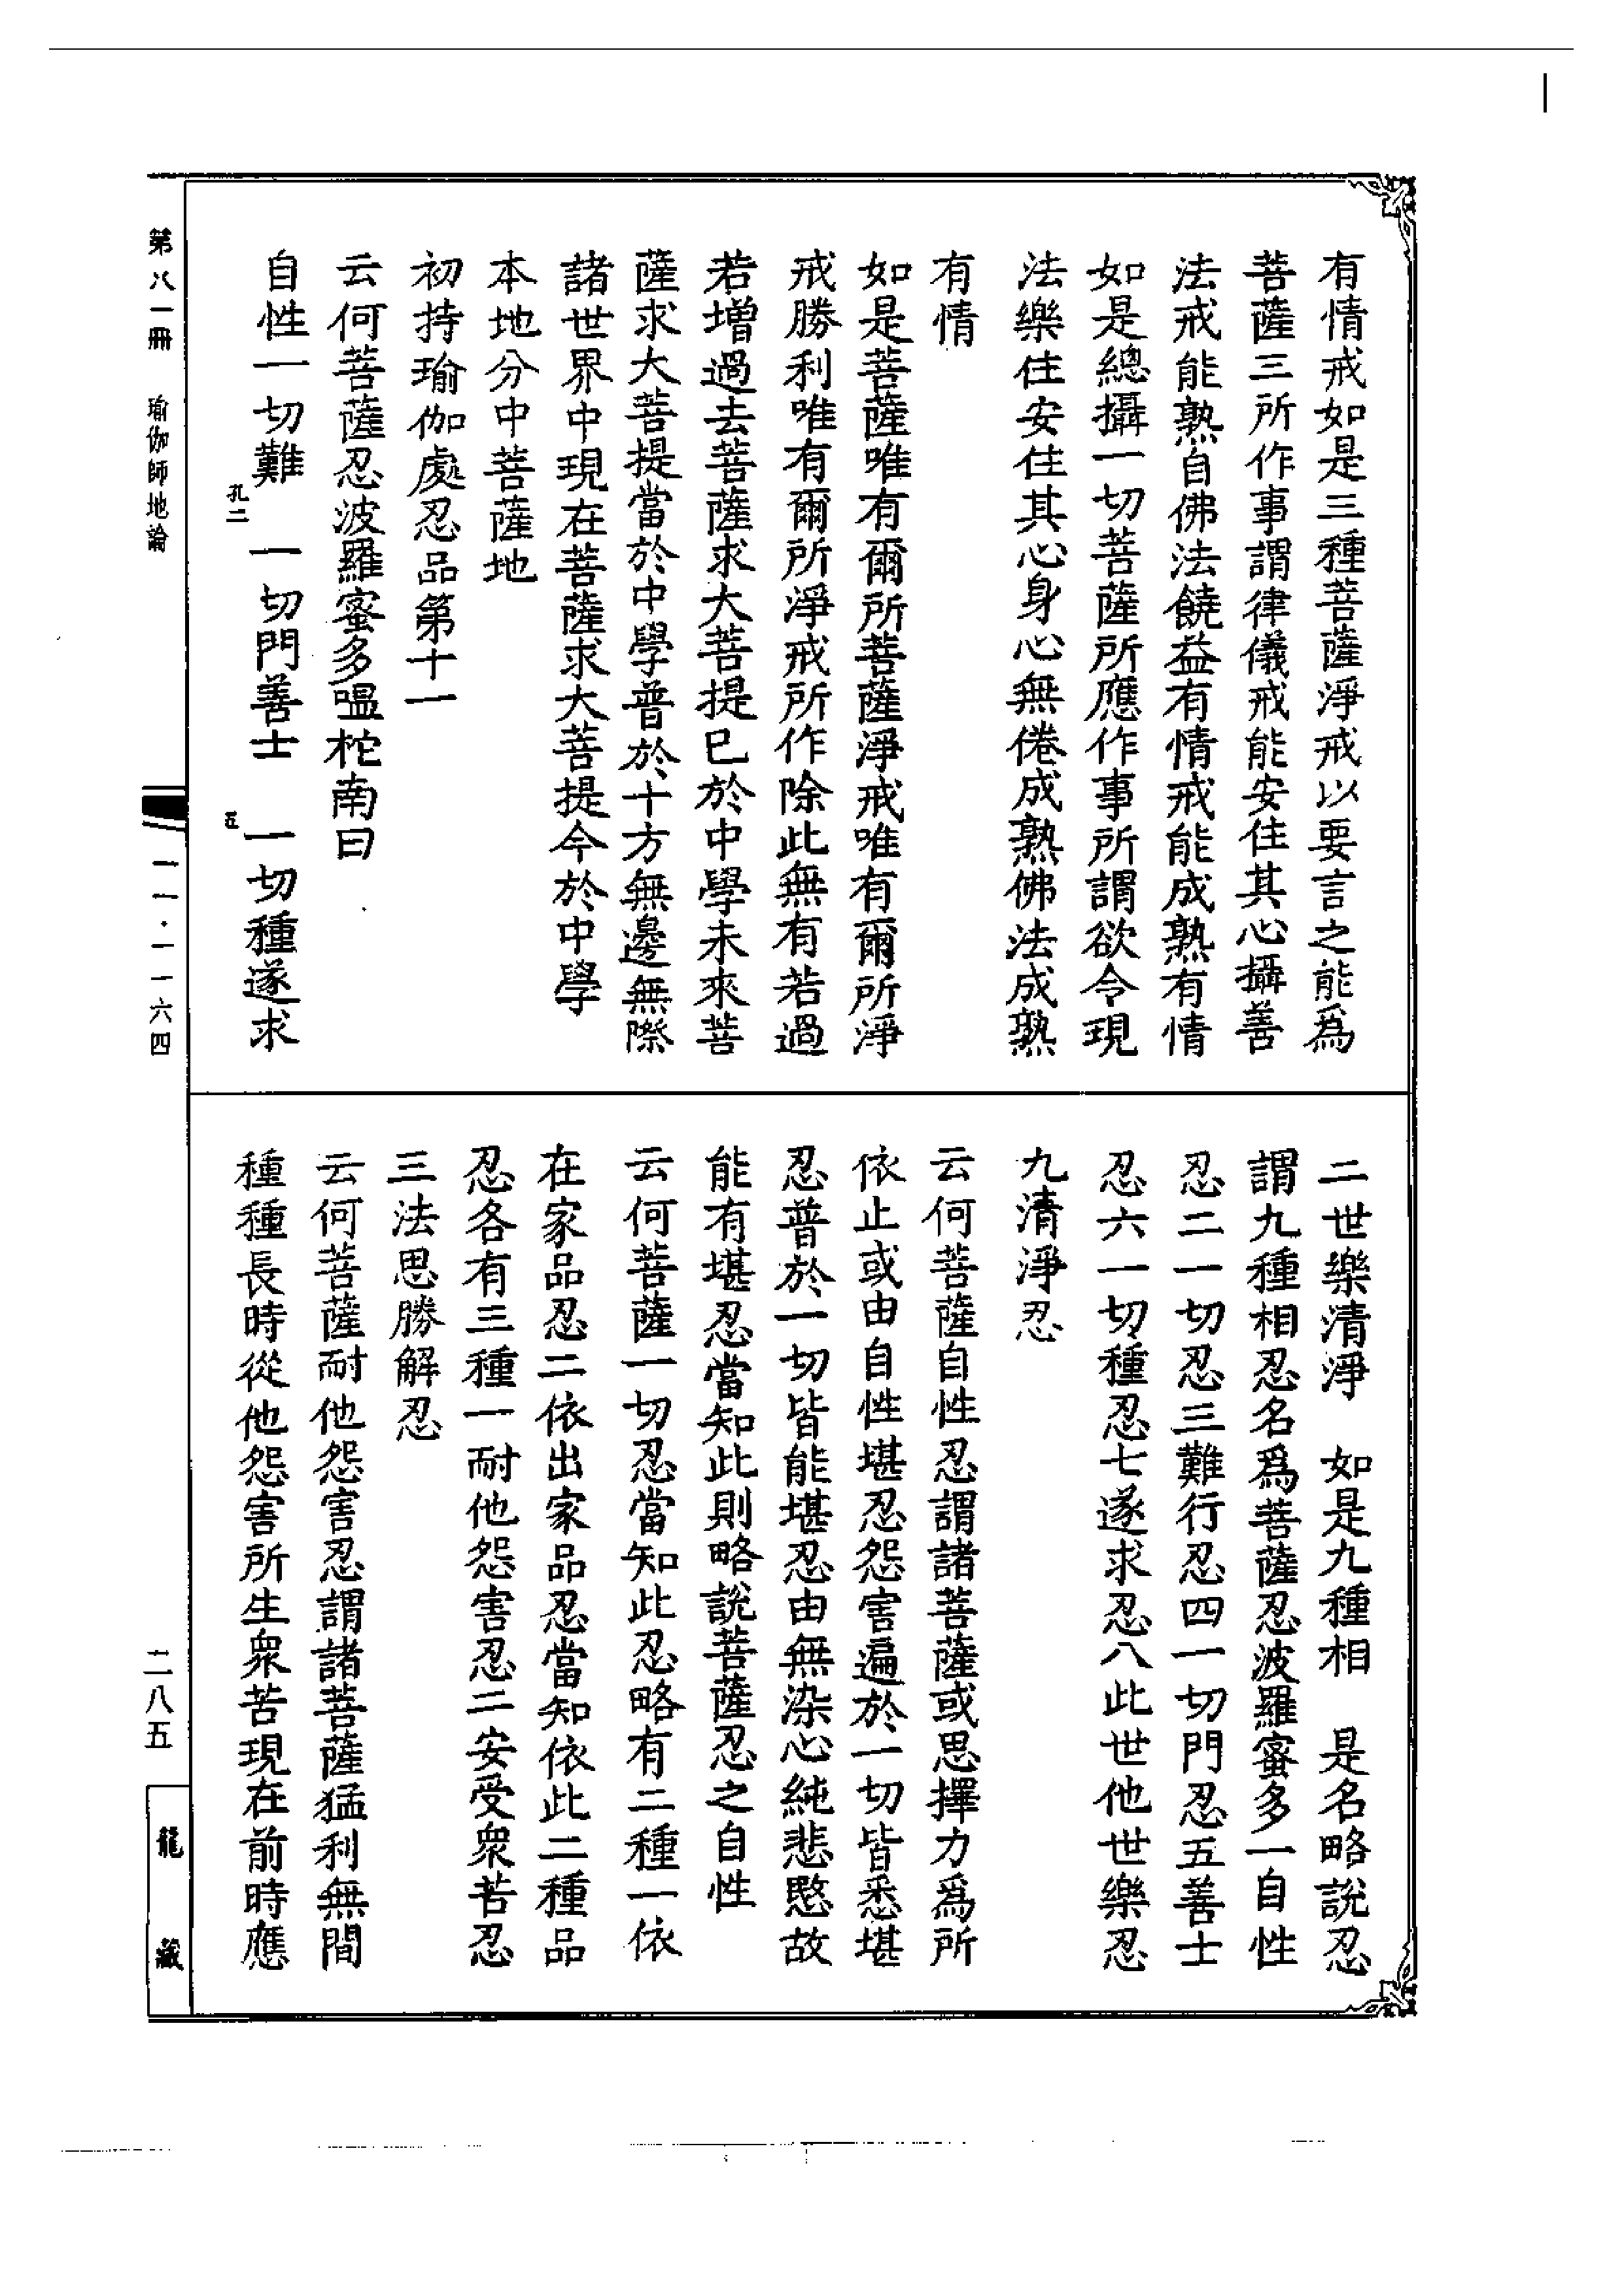 有情戒如是三種菩薩淨戒以要言之能爲
菩薩三所作事謂律儀戒能安住其心攝善
法戒能熟自佛法饒益有情戒能成熟有情
如是總攝一切菩薩所應作事所謂欲令現
法樂住安住其心身心無倦成熟佛法成熟
有情
如是菩薩唯有爾所菩薩淨戒唯有爾所淨
戒勝利唯有爾所淨戒所作除此無有若過
若增過去菩薩求大菩提已於中學未來菩
薩求大菩提當於中學普於十方無邊無際
諸世界中現在菩薩求大菩提今於中學
本地分中菩薩地
初持瑜伽處忍品第十一
云何菩薩忍波羅蜜多嗢柁南曰
自性一切難　一切門善士　一切種遂求
孔二
五
二世樂清淨　如是九種相　是名略說忍
謂九種相忍名爲菩薩忍波羅蜜多一自性
忍二一切忍三難行忍四一切門忍五善士
忍六一切種忍七遂求忍八此世他世樂忍
九清淨忍
云何菩薩自性忍謂諸菩薩或思擇力爲所
依止或由自性堪忍怨害遍於一切皆悉堪
忍普於一切皆能堪忍由無染心純悲愍故
能有堪忍當知此則略說菩薩忍之自性
云何菩薩一切忍當知此忍略有二種一依
在家品忍二依出家品忍當知依此二種品
忍各有三種一耐他怨害忍二安受衆苦忍
三法思勝解忍
云何菩薩耐他怨害忍謂諸菩薩猛利無間
種種長時從他怨害所生衆苦現在前時應
第八一冊　瑜伽師地論
一一·一一六四
二八五
龍藏